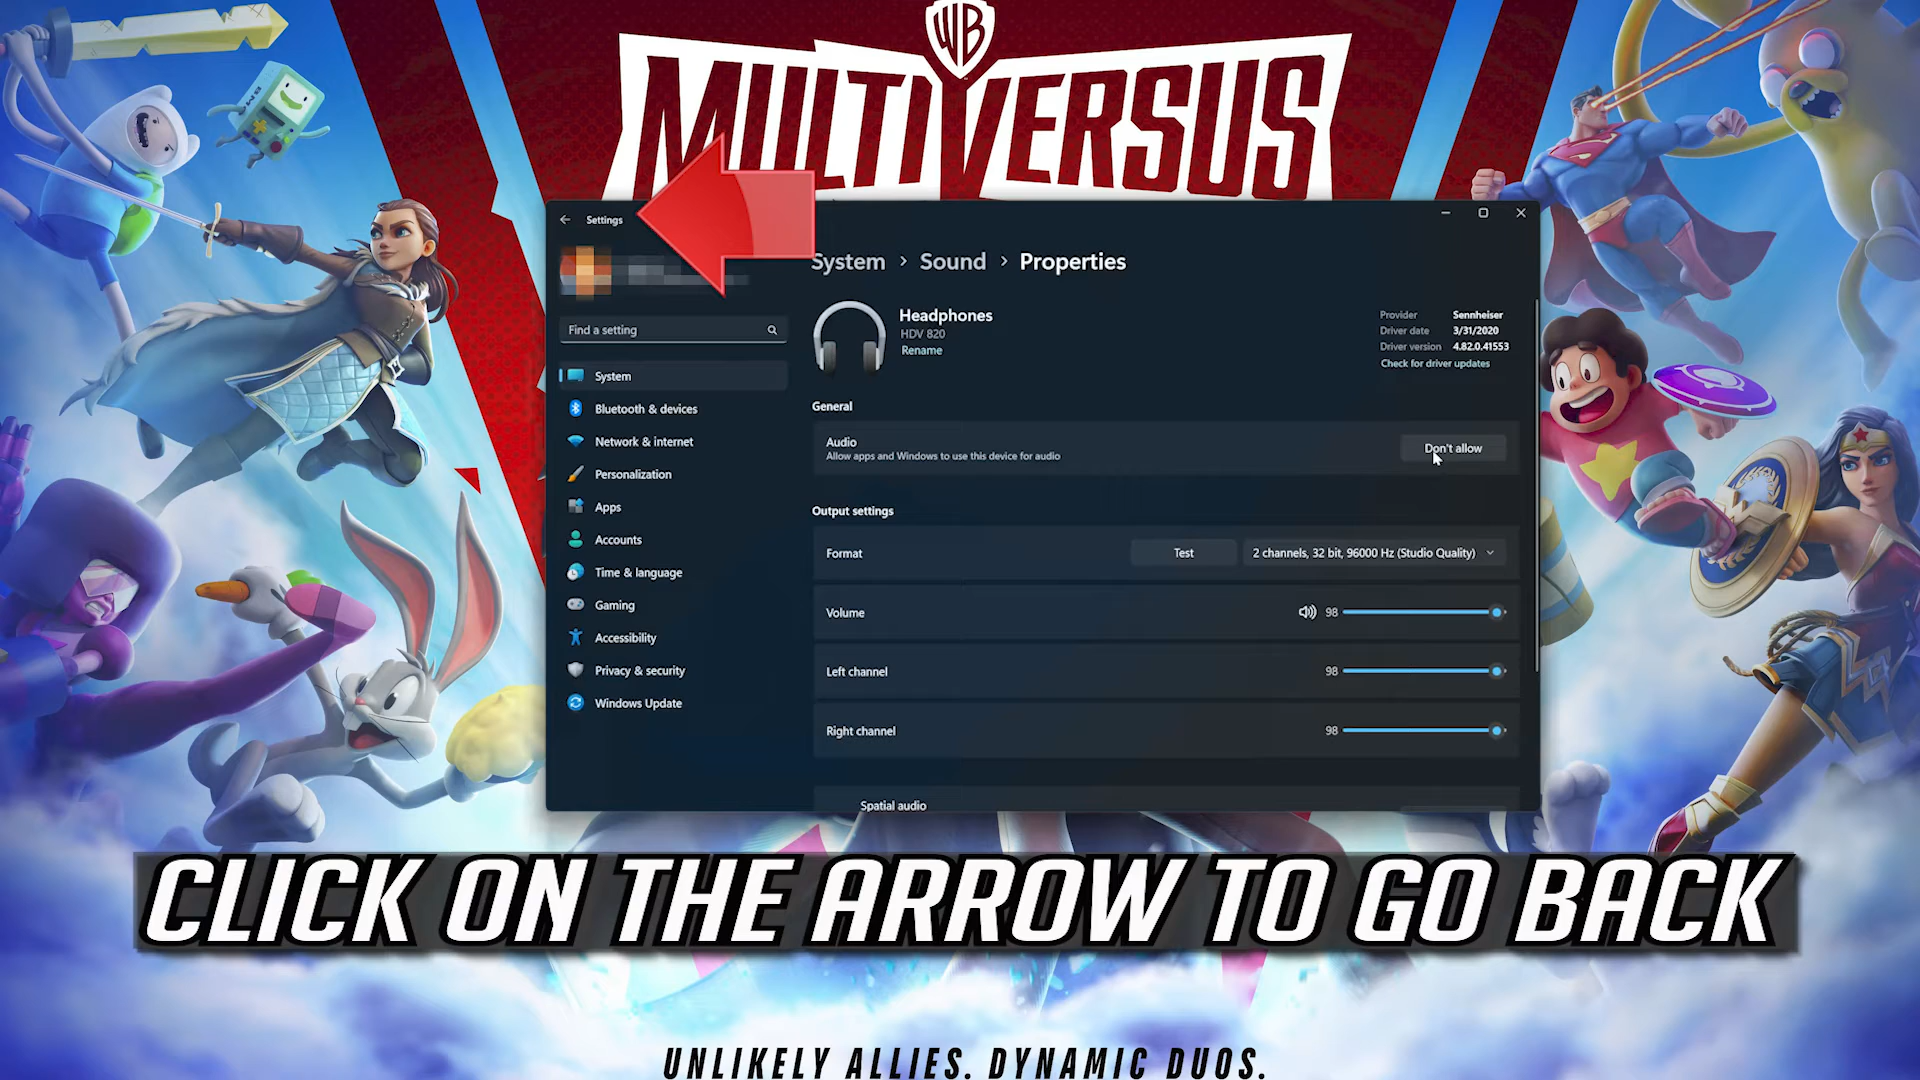 WB
MULTIVERSUS
BMO
Settings
System > Sound > Properties
Find a setting
System
Bluetooth & devices
Network & internet
Personalization
Apps
Accounts
Time & language
Gaming
Accessibility
Privacy & security
Windows Update
Headphones
HDV 820
Rename
Provider Sennheiser
Driver date 3/31/2020
Driver version 4.82.0.41553
Check for driver updates
General
Audio
Allow apps and Windows to use this device for audio
Don't allow
Output settings
Format Test 2 channels, 32 bit, 96000 Hz (Studio Quality)
Volume 98
Left channel 98
Right channel 98
Spatial audio
CLICK ON THE ARROW TO GO BACK
UNLIKELY ALLIES. DYNAMIC DUOS.